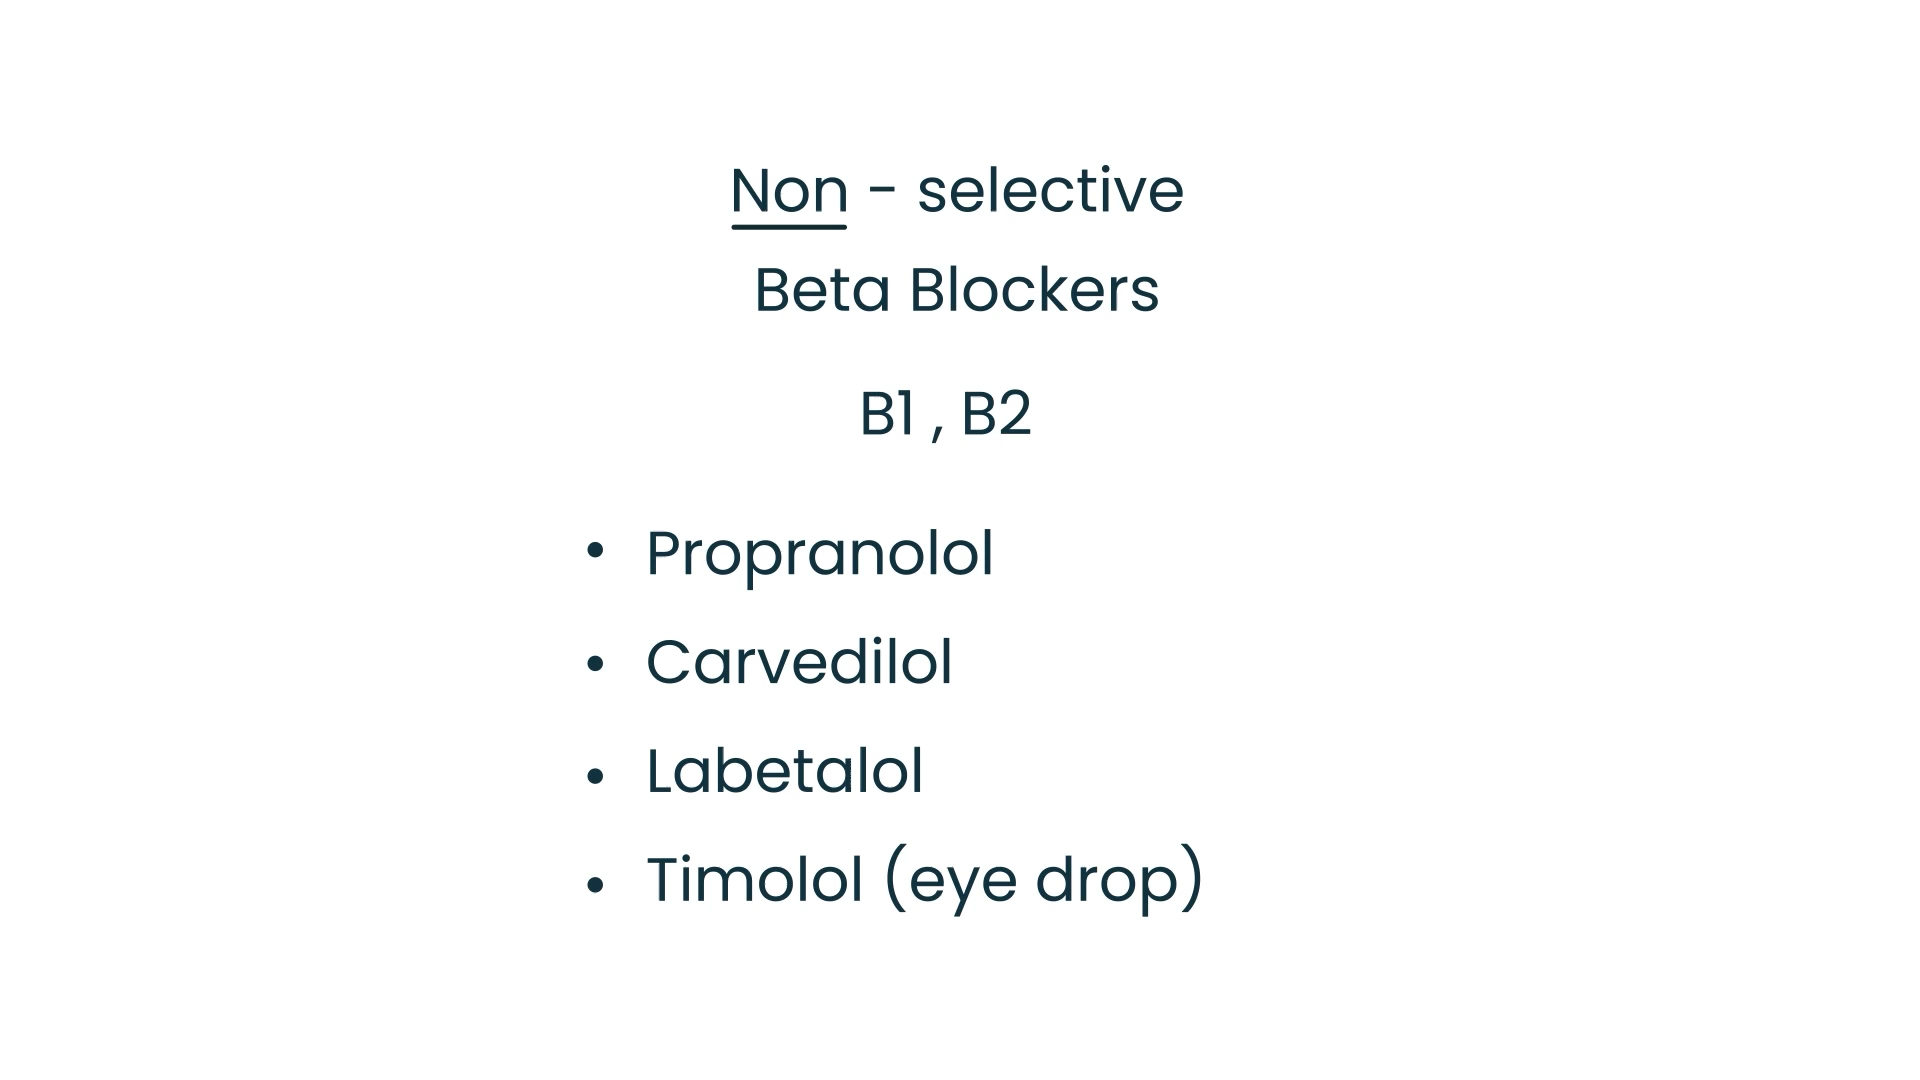 Non - selective
Beta Blockers
B1 , B2
• Propranolol
• Carvedilol
• Labetalol
• Timolol (eye drop)